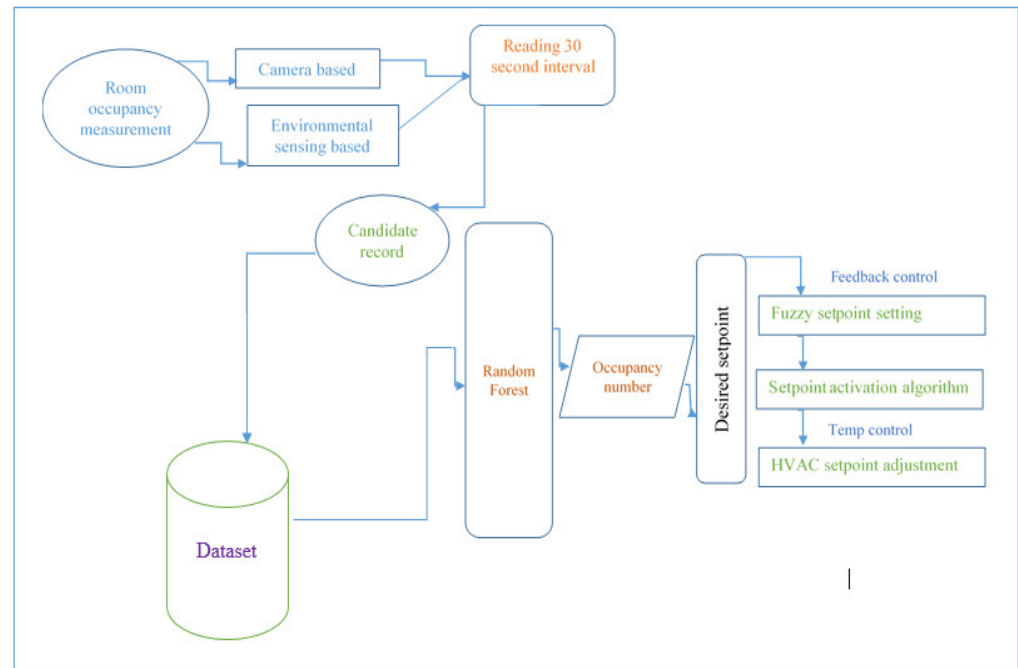 Room
occupancy
measurement
Camera based
Environmental
sensing based
Reading 30
second interval
Candidate
record
Dataset
Random
Forest
Occupancy
number
Desired setpoint
Feedback control
Fuzzy setpoint setting
Setpoint activation algorithm
Temp control
HVAC setpoint adjustment